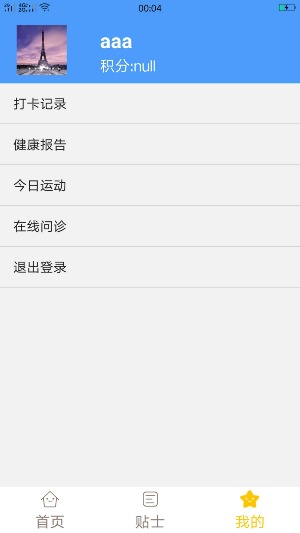 00:04
aaa
积分:null
打卡记录
健康报告
今日运动
在线问诊
退出登录
首页 贴士 我的